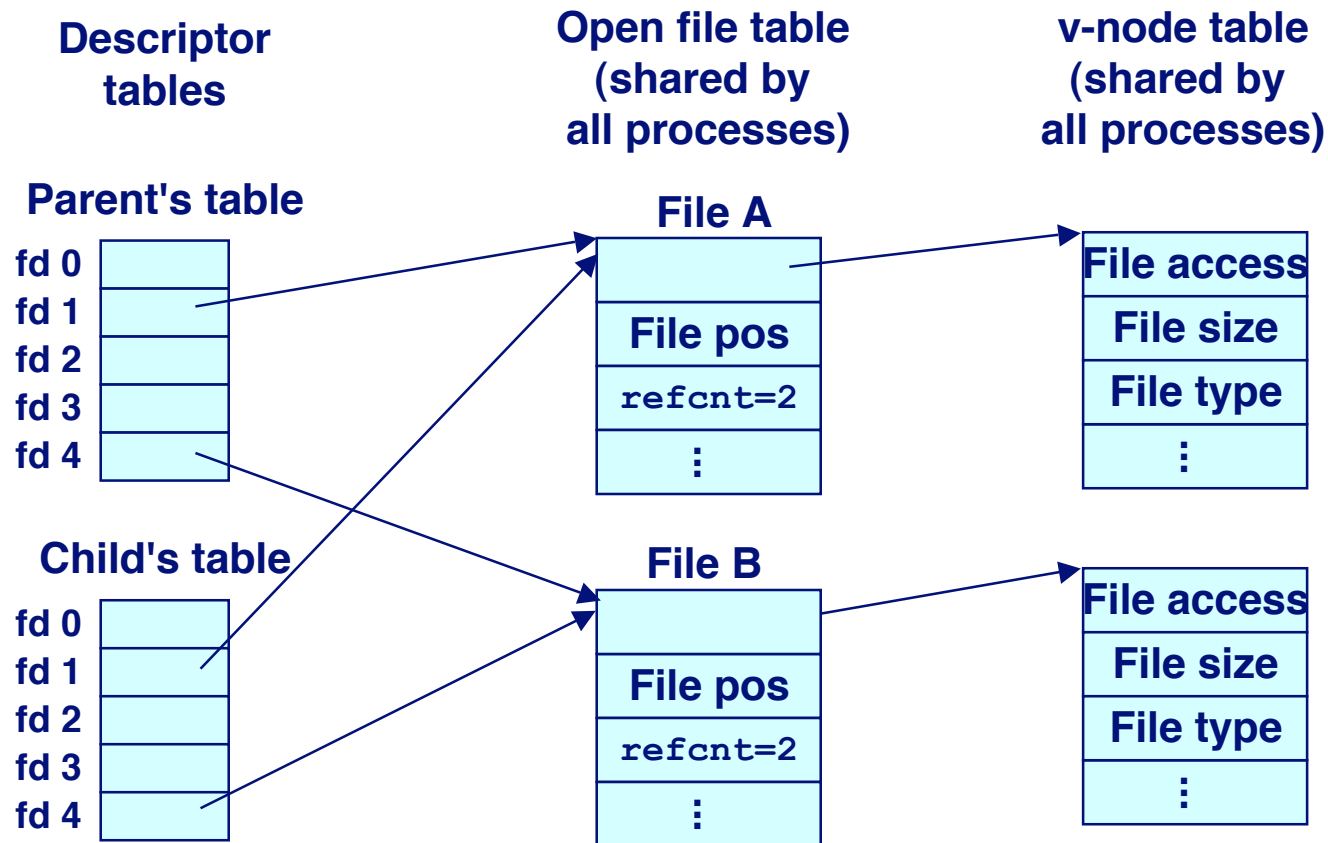 Descriptor
tables
Open file table
(shared by
all processes)
v-node table
(shared by
all processes)
Parent's table
fd 0
fd 1
fd 2
fd 3
fd 4
File A
File pos
refcnt=2
⋮
File access
File size
File type
⋮
Child's table
fd 0
fd 1
fd 2
fd 3
fd 4
File B
File pos
refcnt=2
⋮
File access
File size
File type
⋮